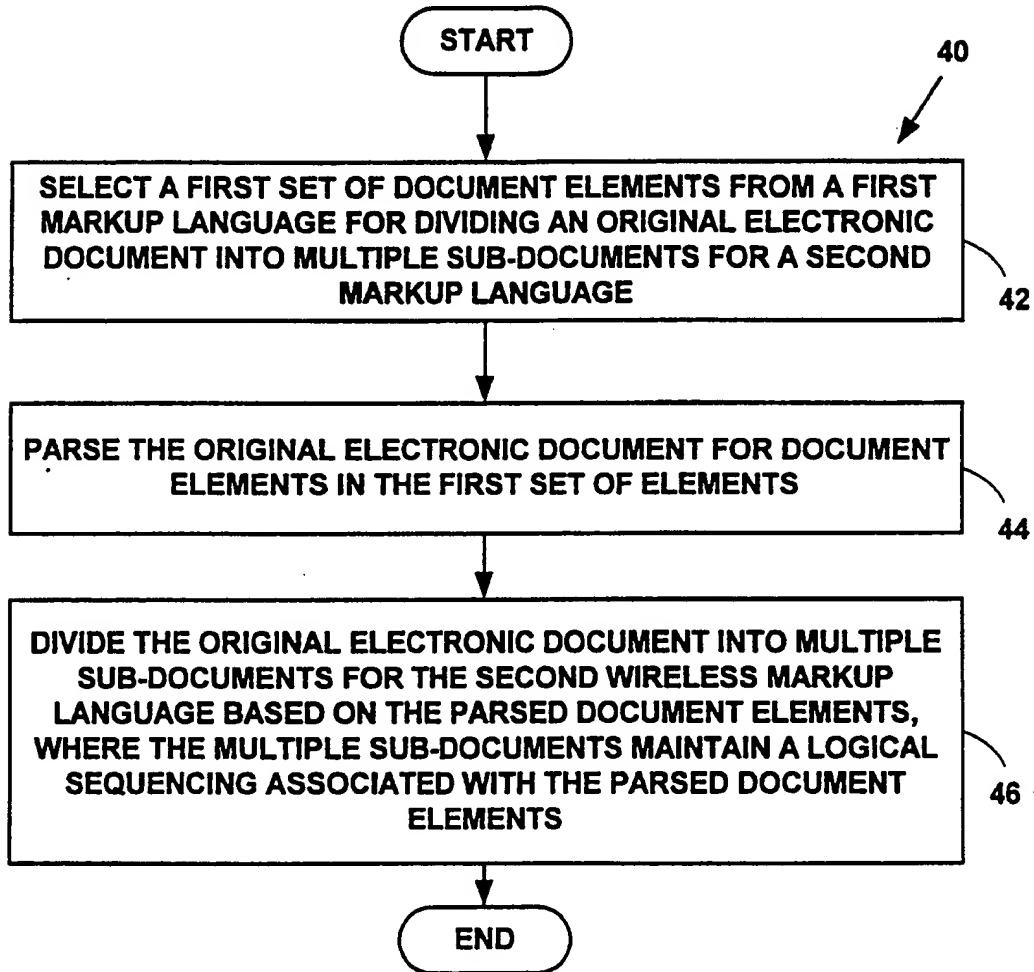 START
40
SELECT A FIRST SET OF DOCUMENT ELEMENTS FROM A FIRST
MARKUP LANGUAGE FOR DIVIDING AN ORIGINAL ELECTRONIC
DOCUMENT INTO MULTIPLE SUB-DOCUMENTS FOR A SECOND
MARKUP LANGUAGE
42
PARSE THE ORIGINAL ELECTRONIC DOCUMENT FOR DOCUMENT
ELEMENTS IN THE FIRST SET OF ELEMENTS
44
DIVIDE THE ORIGINAL ELECTRONIC DOCUMENT INTO MULTIPLE
SUB-DOCUMENTS FOR THE SECOND WIRELESS MARKUP
LANGUAGE BASED ON THE PARSED DOCUMENT ELEMENTS,
WHERE THE MULTIPLE SUB-DOCUMENTS MAINTAIN A LOGICAL
SEQUENCING ASSOCIATED WITH THE PARSED DOCUMENT
ELEMENTS
46
END